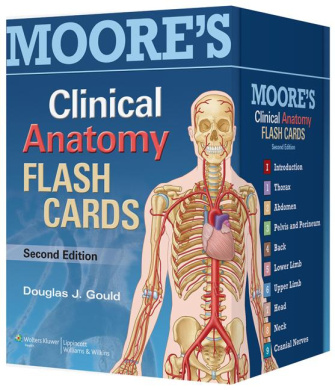 MOORE'S
Clinical
Anatomy
FLASH
CARDS
Second Edition
Douglas J. Gould
Wolters Kluwer
Lippincott
Williams & Wilkins
MOORE'S
Clinical Anatomy
FLASH CARDS
Second Edition
Introduction
Thorax
Abdomen
Pelvis and Perineum
Back
Lower Limb
Upper Limb
Head
Neck
Cranial Nerves